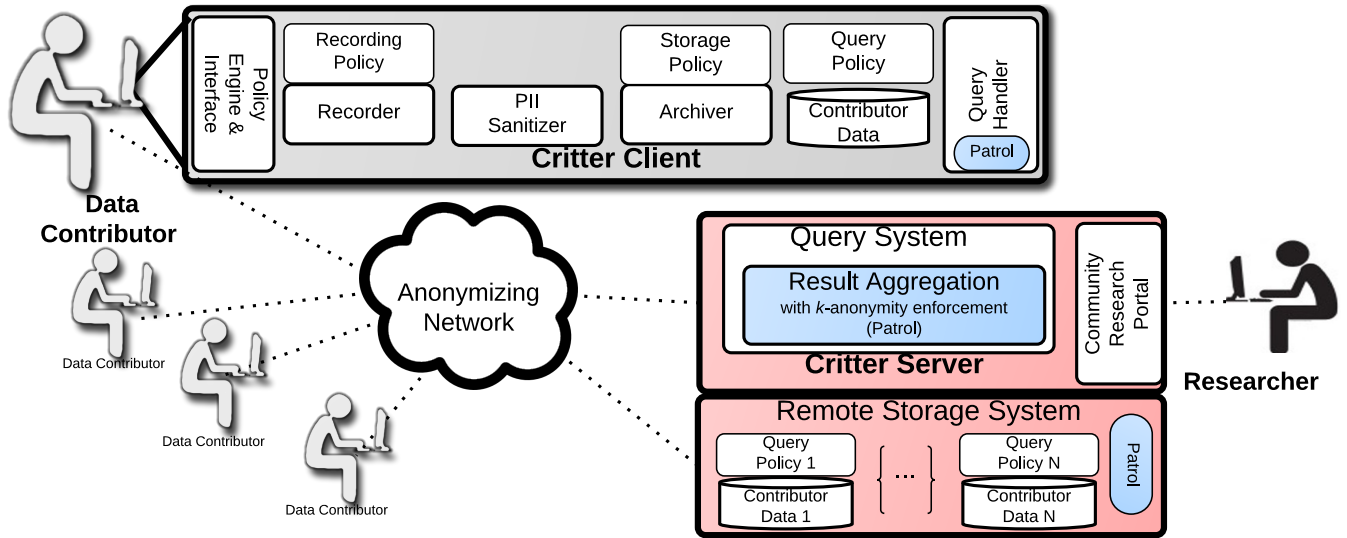 Policy
Engine &
Interface
Recording
Policy
Recorder
PII
Sanitizer
Storage
Policy
Archiver
Query
Policy
Contributor
Data
Query
Handler
Patrol
Critter Client
Data
Contributor
Data Contributor
Data Contributor
Data Contributor
Anonymizing
Network
Query System
Result Aggregation
with k-anonymity enforcement
(Patrol)
Critter Server
Community
Research
Portal
Researcher
Remote Storage System
Query
Policy 1
Contributor
Data 1
{ ... }
Query
Policy N
Contributor
Data N
Patrol